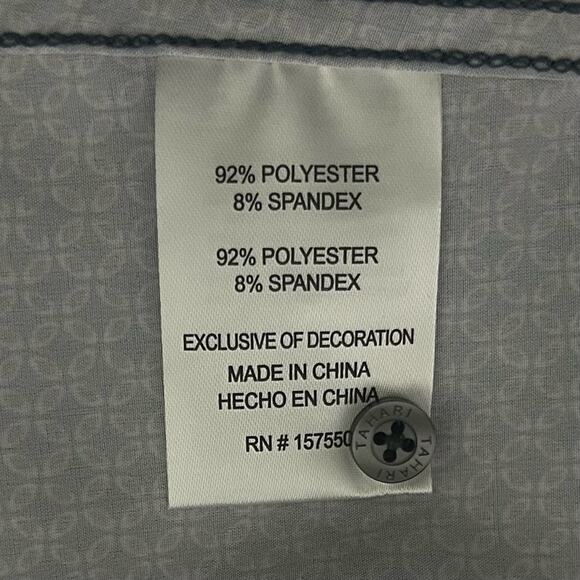 92% POLYESTER
8% SPANDEX
92% POLYESTER
8% SPANDEX
EXCLUSIVE OF DECORATION
MADE IN CHINA
HECHO EN CHINA
RN # 157550
TAHARI
TAHARI